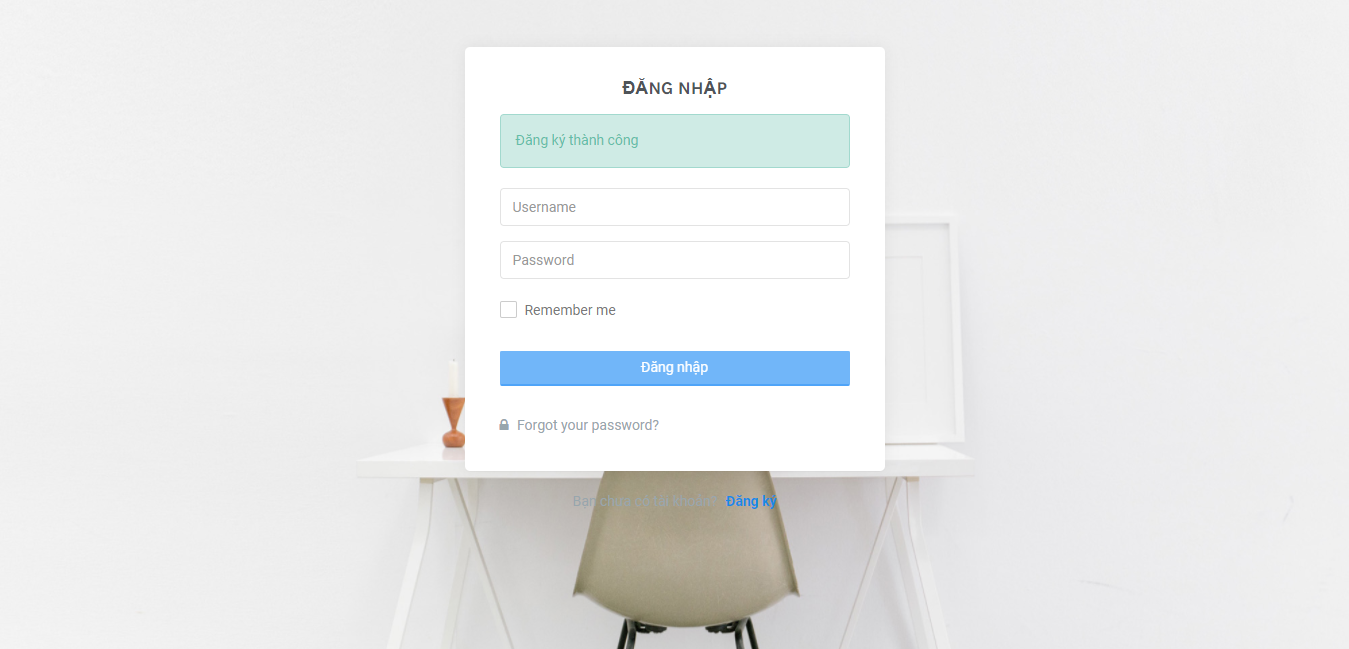 ĐĂNG NHẬP
Đăng ký thành công
Username
Password
Remember me
Đăng nhập
Forgot your password?
Bạn chưa có tài khoản? Đăng ký